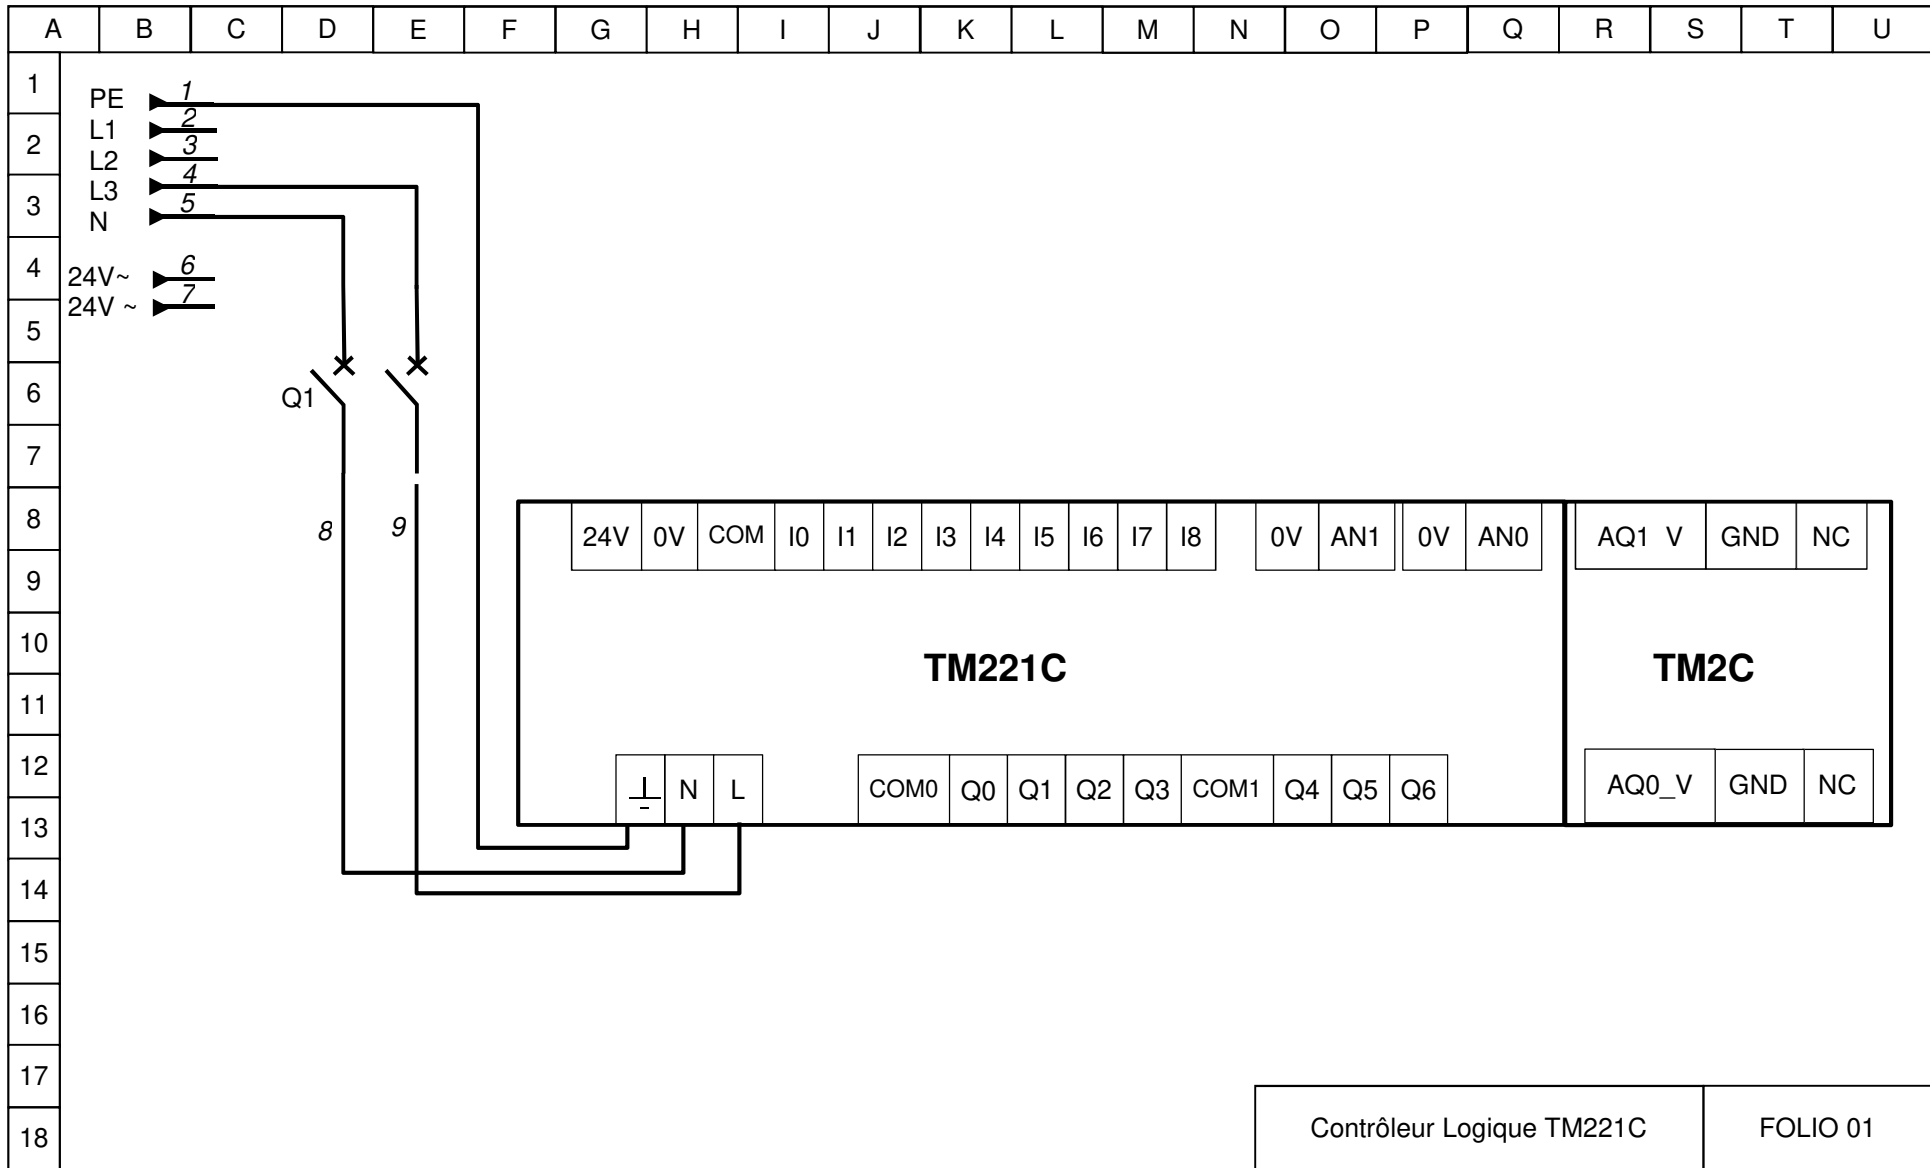 A B C D E F G H I J K L M N O P Q R S T U
1
PE 1
L1 2
2
L2 3
L3 4
3
N 5
4
24V~ 6
24V ~ 7
5
6
Q1
7
8
8 9
24V 0V COM I0 I1 I2 I3 I4 I5 I6 I7 I8 0V AN1 0V AN0 AQ1 V GND NC
9
10
TM221C TM2C
11
12
N L COM0 Q0 Q1 Q2 Q3 COM1 Q4 Q5 Q6 AQ0_V GND NC
13
14
15
16
17
18
Contrôleur Logique TM221C FOLIO 01